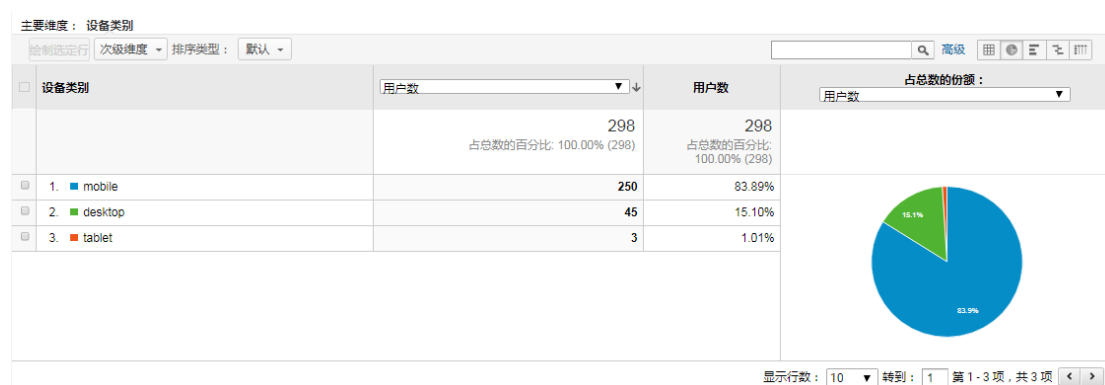 主要维度： 设备类别
绘制选定行 次级维度 排序类型： 默认 高级
设备类别 用户数 用户数 占总数的份额：
用户数
298 298
占总数的百分比: 100.00% (298) 占总数的百分比:
100.00% (298)
1. mobile 250 83.89%
2. desktop 45 15.10%
3. tablet 3 1.01%
15.1%
83.9%
显示行数： 10 转到： 1 第 1 - 3 项，共 3 项